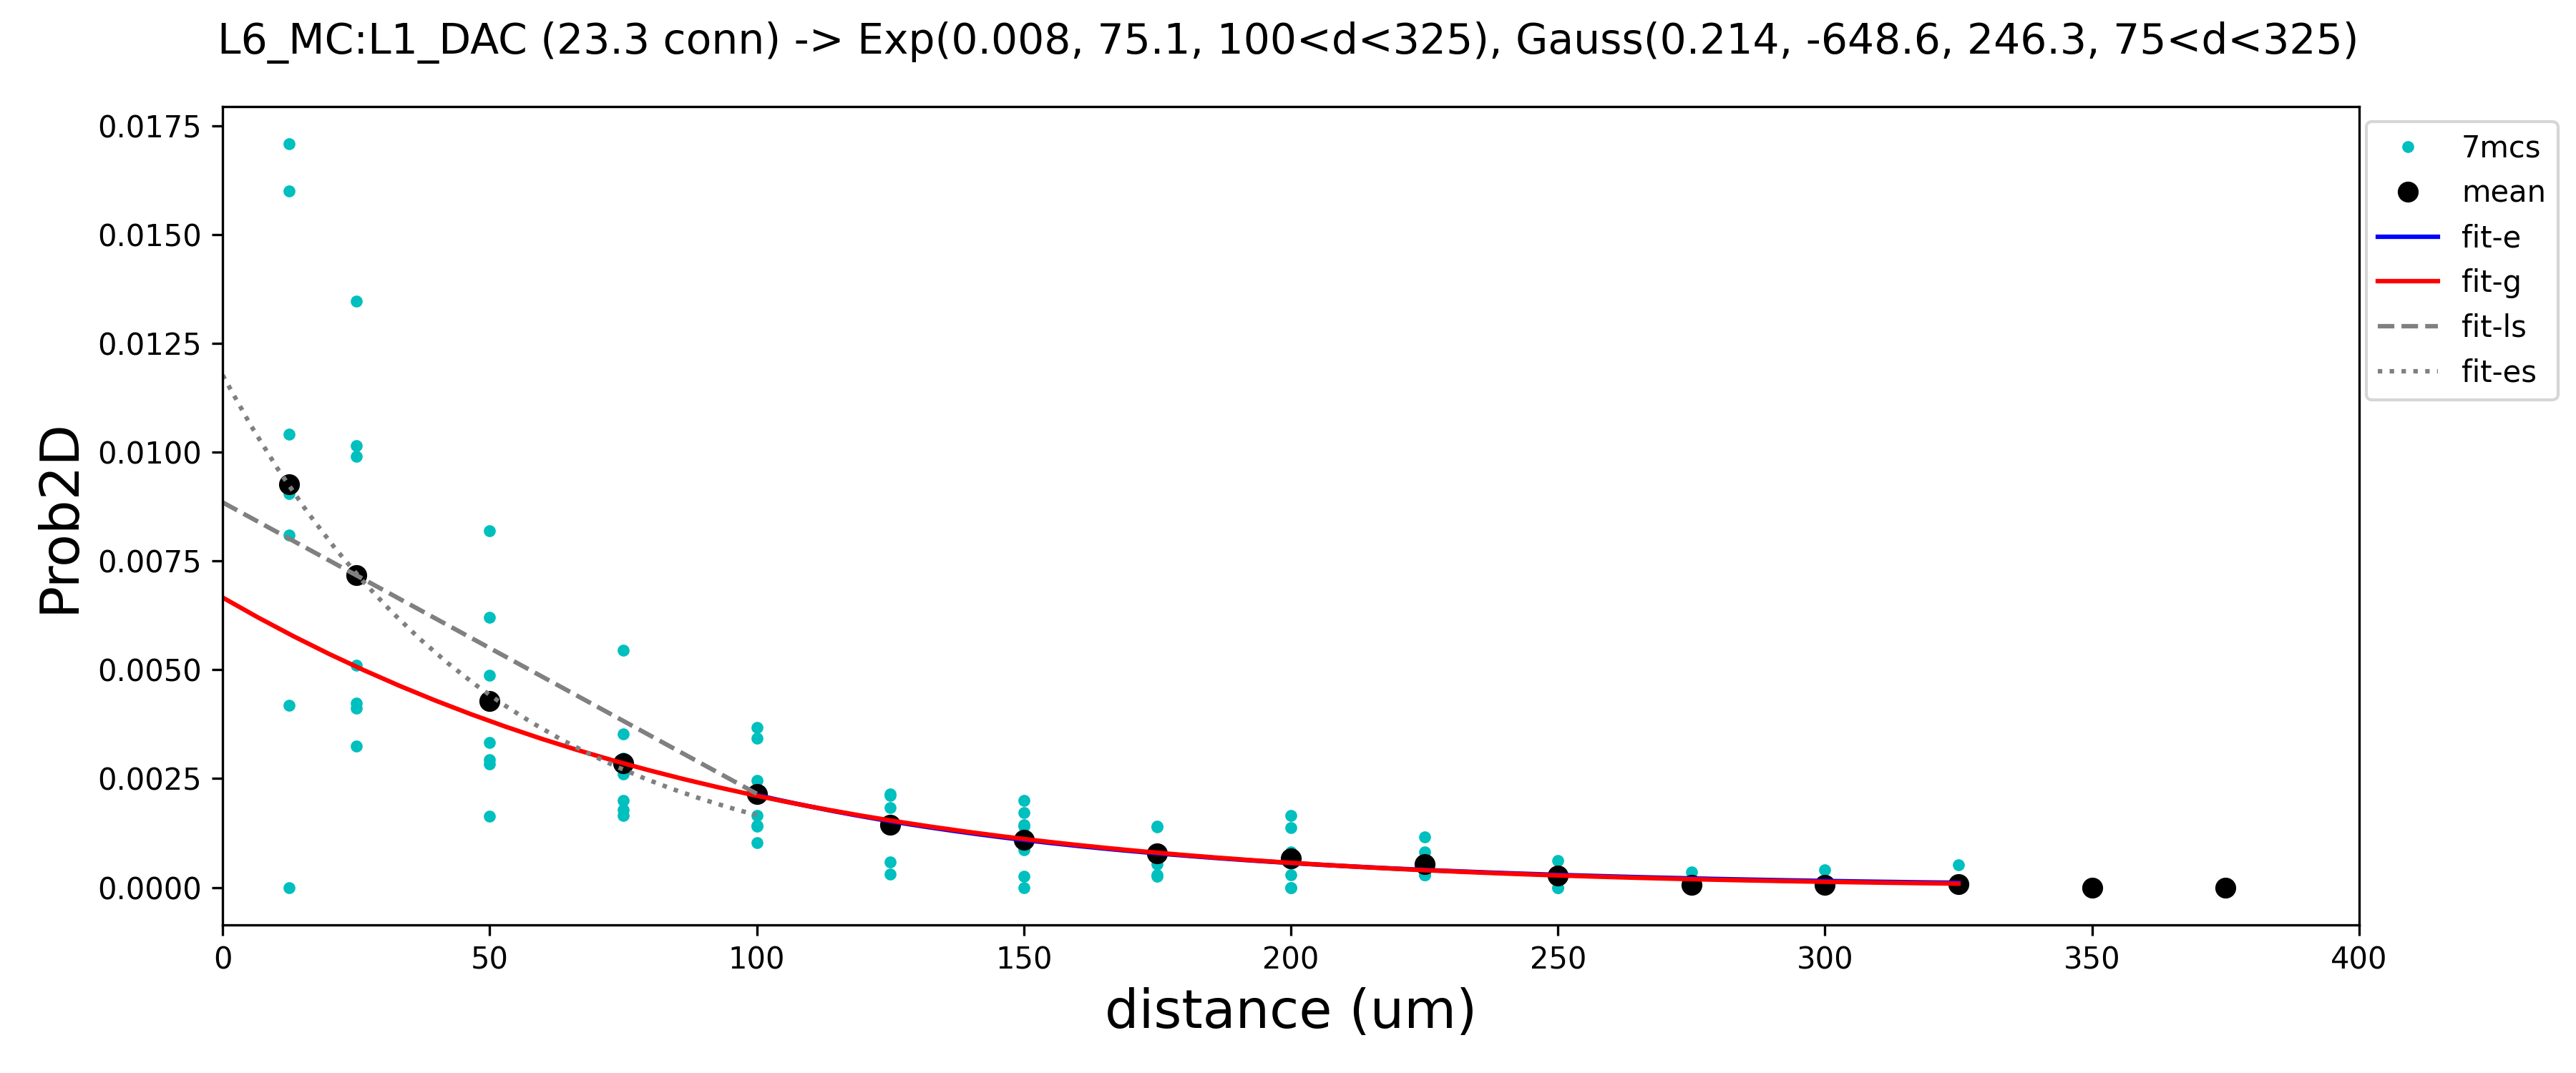 L6_MC:L1_DAC (23.3 conn) -> Exp(0.008, 75.1, 100<d<325), Gauss(0.214, -648.6, 246.3, 75<d<325)
0.0175
0.0150
0.0125
0.0100
0.0075
0.0050
0.0025
0.0000
Prob2D
0 50 100 150 200 250 300 350 400
distance (um)
7mcs
mean
fit-e
fit-g
fit-ls
fit-es